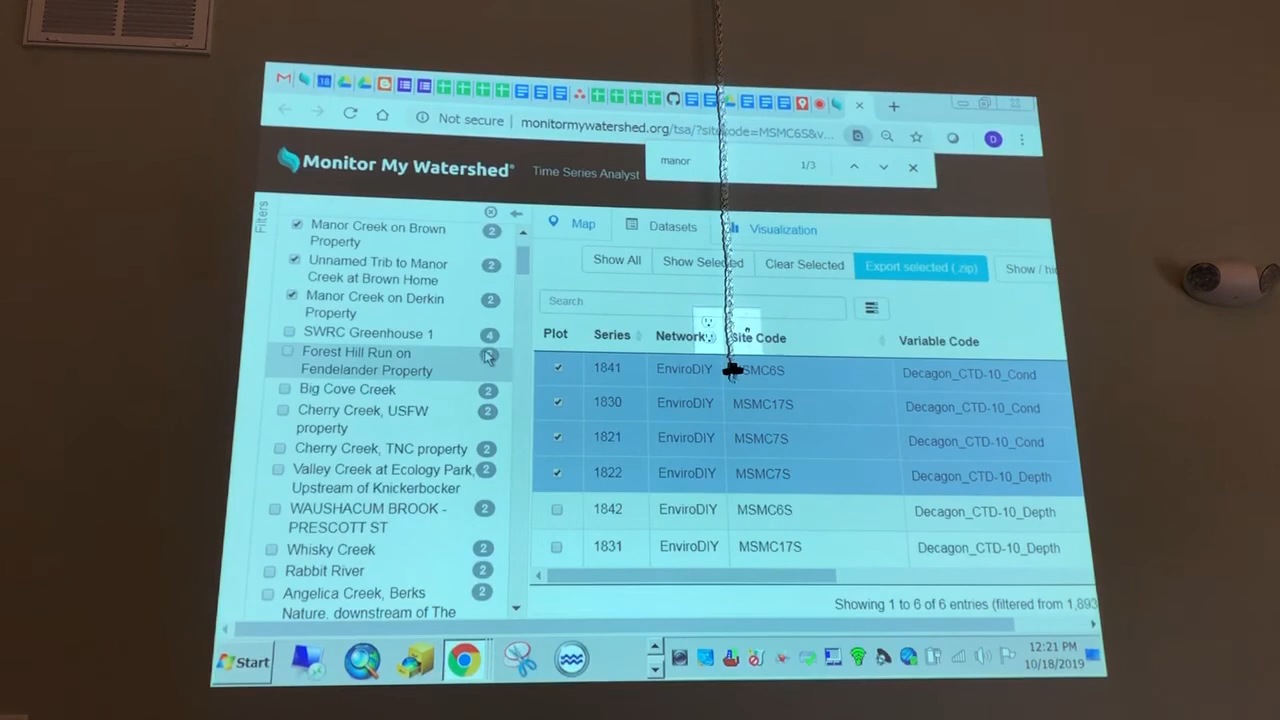 18
Not secure | monitormywatershed.org/tsa/?sitecode=MSMC6S&v...
D
manor 1/3
Monitor My Watershed® Time Series Analyst
Filters
Manor Creek on Brown 2
Property
Unnamed Trib to Manor 2
Creek at Brown Home
Manor Creek on Derkin 2
Property
SWRC Greenhouse 1 4
Forest Hill Run on
Fendelander Property
Big Cove Creek 2
Cherry Creek, USFW 2
property
Cherry Creek, TNC property 2
Valley Creek at Ecology Park, 2
Upstream of Knickerbocker
WAUSHACUM BROOK - 2
PRESCOTT ST
Whisky Creek 2
Rabbit River 2
Angelica Creek, Berks 2
Nature, downstream of The
Map Datasets Visualization
Show All Show Selected Clear Selected Export selected (.zip) Show / hi
Search
Plot Series Network Site Code Variable Code
1841 EnviroDIY MSMC6S Decagon_CTD-10_Cond
1830 EnviroDIY MSMC17S Decagon_CTD-10_Cond
1821 EnviroDIY MSMC7S Decagon_CTD-10_Cond
1822 EnviroDIY MSMC7S Decagon_CTD-10_Depth
1842 EnviroDIY MSMC6S Decagon_CTD-10_Depth
1831 EnviroDIY MSMC17S Decagon_CTD-10_Depth
Showing 1 to 6 of 6 entries (filtered from 1,893
Start
12:21 PM
10/18/2019